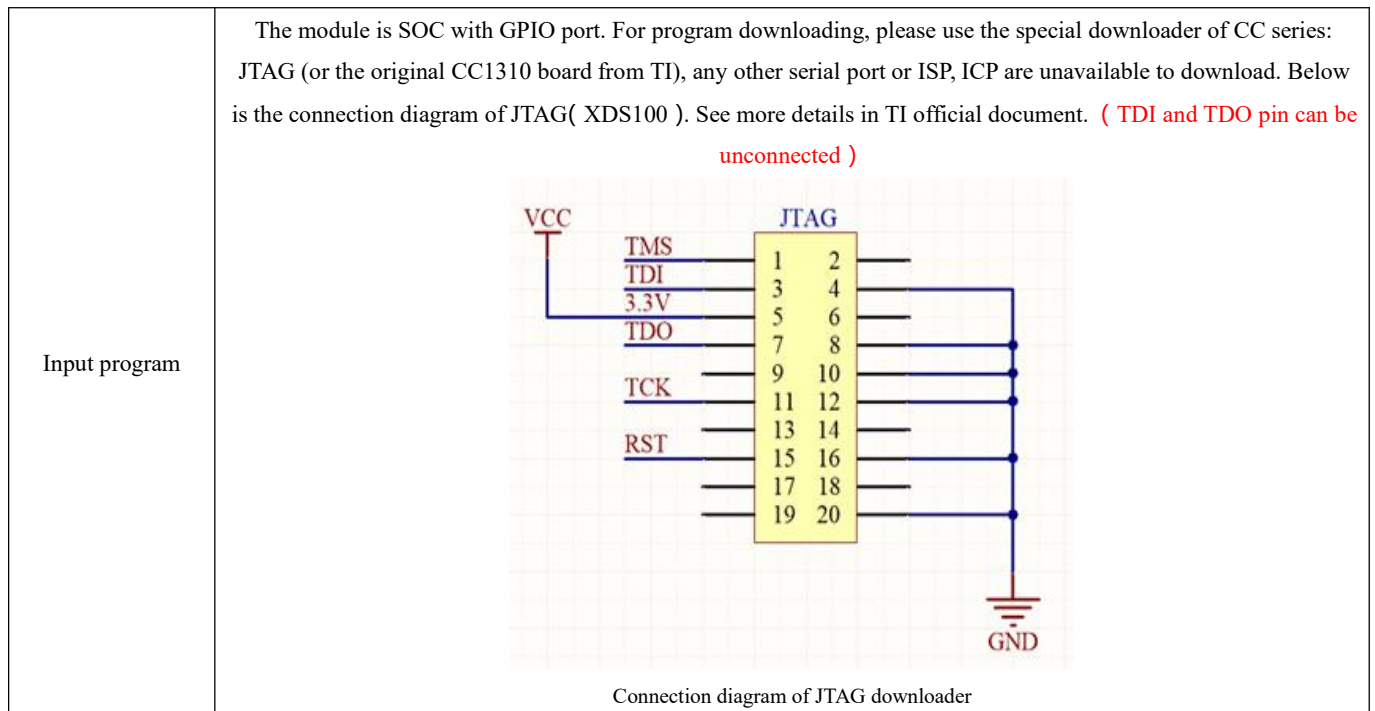 The module is SOC with GPIO port. For program downloading, please use the special downloader of CC series:
JTAG (or the original CC1310 board from TI), any other serial port or ISP, ICP are unavailable to download. Below
is the connection diagram of JTAG( XDS100 ). See more details in TI official document. ( TDI and TDO pin can be
unconnected )
Input program
VCC
JTAG
TMS
1 2
TDI
3 4
3.3V
5 6
TDO
7 8
9 10
TCK
11 12
13 14
RST
15 16
17 18
19 20
GND
Connection diagram of JTAG downloader